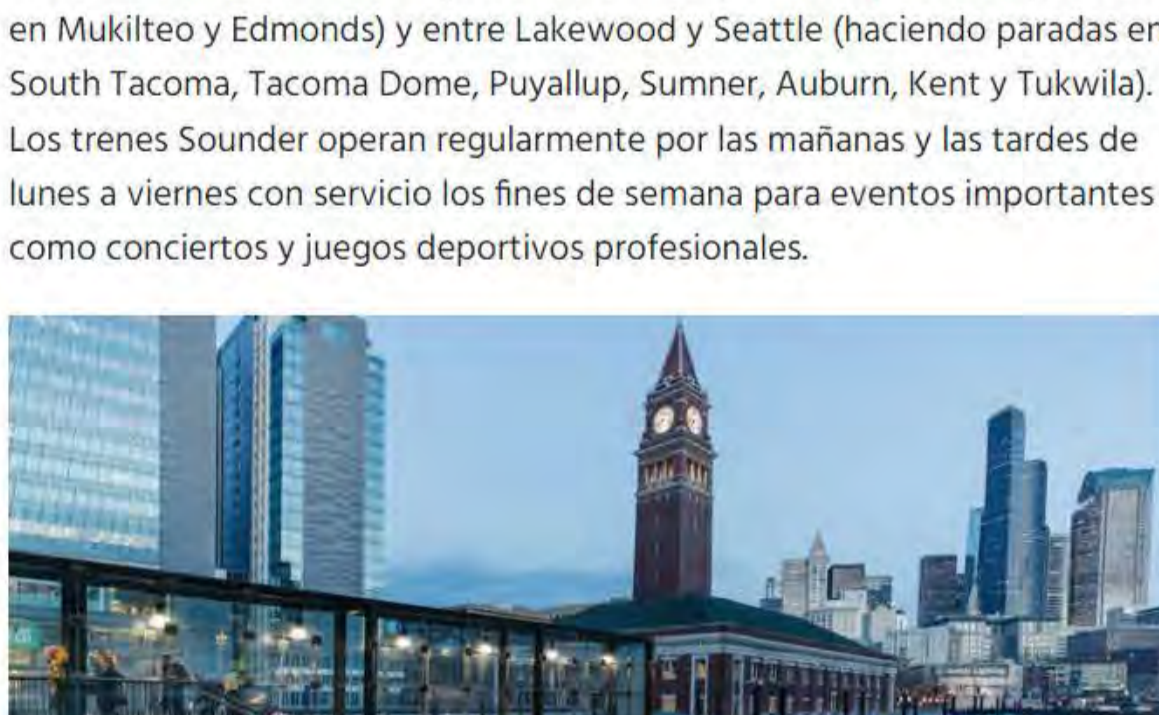 en Mukilteo y Edmonds) y entre Lakewood y Seattle (haciendo paradas en
South Tacoma, Tacoma Dome, Puyallup, Sumner, Auburn, Kent y Tukwila).
Los trenes Sounder operan regularmente por las mañanas y las tardes de
lunes a viernes con servicio los fines de semana para eventos importantes
como conciertos y juegos deportivos profesionales.